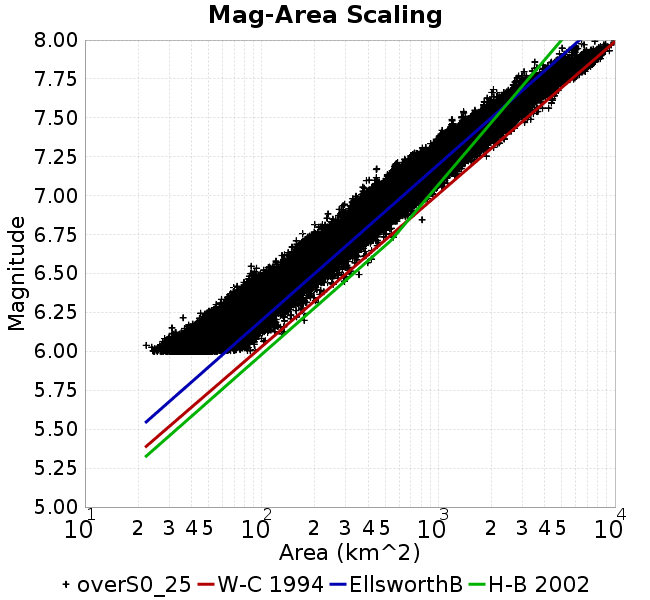 Mag-Area Scaling
Magnitude
8.00
7.75
7.50
7.25
7.00
6.75
6.50
6.25
6.00
5.75
5.50
5.25
5.00
10^1 2 3 4 5 10^2 2 3 4 5 10^3 2 3 4 5 10^4
Area (km^2)
overS0_25 W-C 1994 EllsworthB H-B 2002